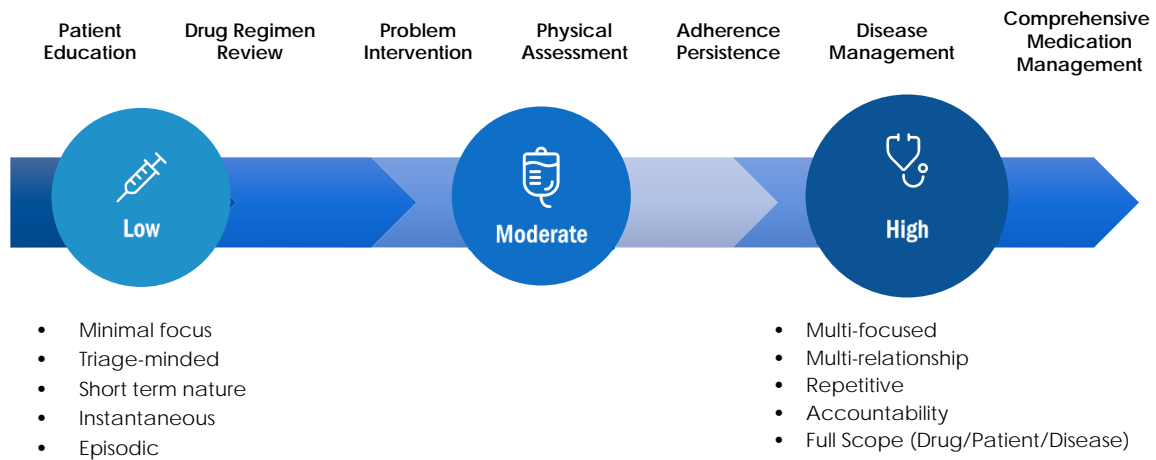 Patient
Education
Drug Regimen
Review
Problem
Intervention
Physical
Assessment
Adherence
Persistence
Disease
Management
Comprehensive
Medication
Management
Low
Moderate
High
• Minimal focus
• Triage-minded
• Short term nature
• Instantaneous
• Episodic
• Multi-focused
• Multi-relationship
• Repetitive
• Accountability
• Full Scope (Drug/Patient/Disease)